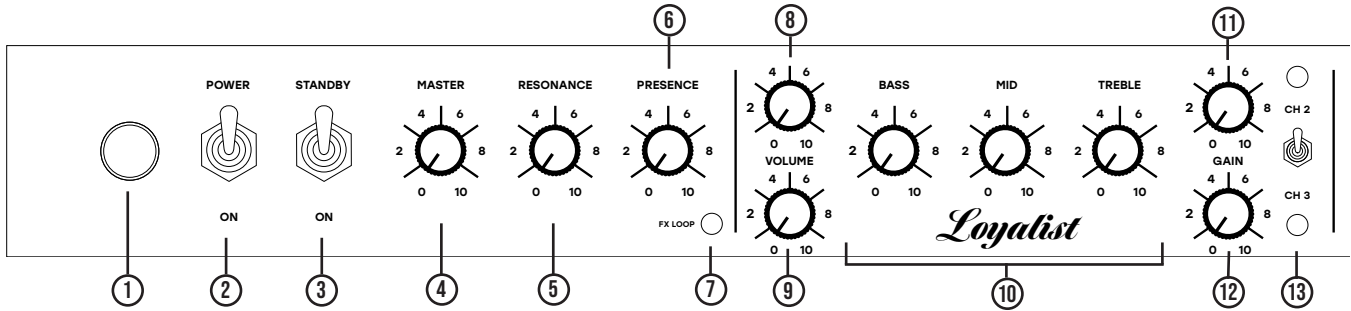 6 8 11
POWER STANDBY MASTER RESONANCE PRESENCE BASS MID TREBLE CH 2
4 6 4 6 4 6 4 6 4 6 4 6 4 6 4 6
2 8 2 8 2 8 2 8 2 8 2 8 2 8 2 8
0 10 0 10 0 10 0 10 0 10 0 10 0 10 0 10
VOLUME GAIN
4 6 4 6
2 8 2 8
0 10 0 10
ON ON FX LOOP Loyalist CH 3
1 2 3 4 5 7 9 10 12 13